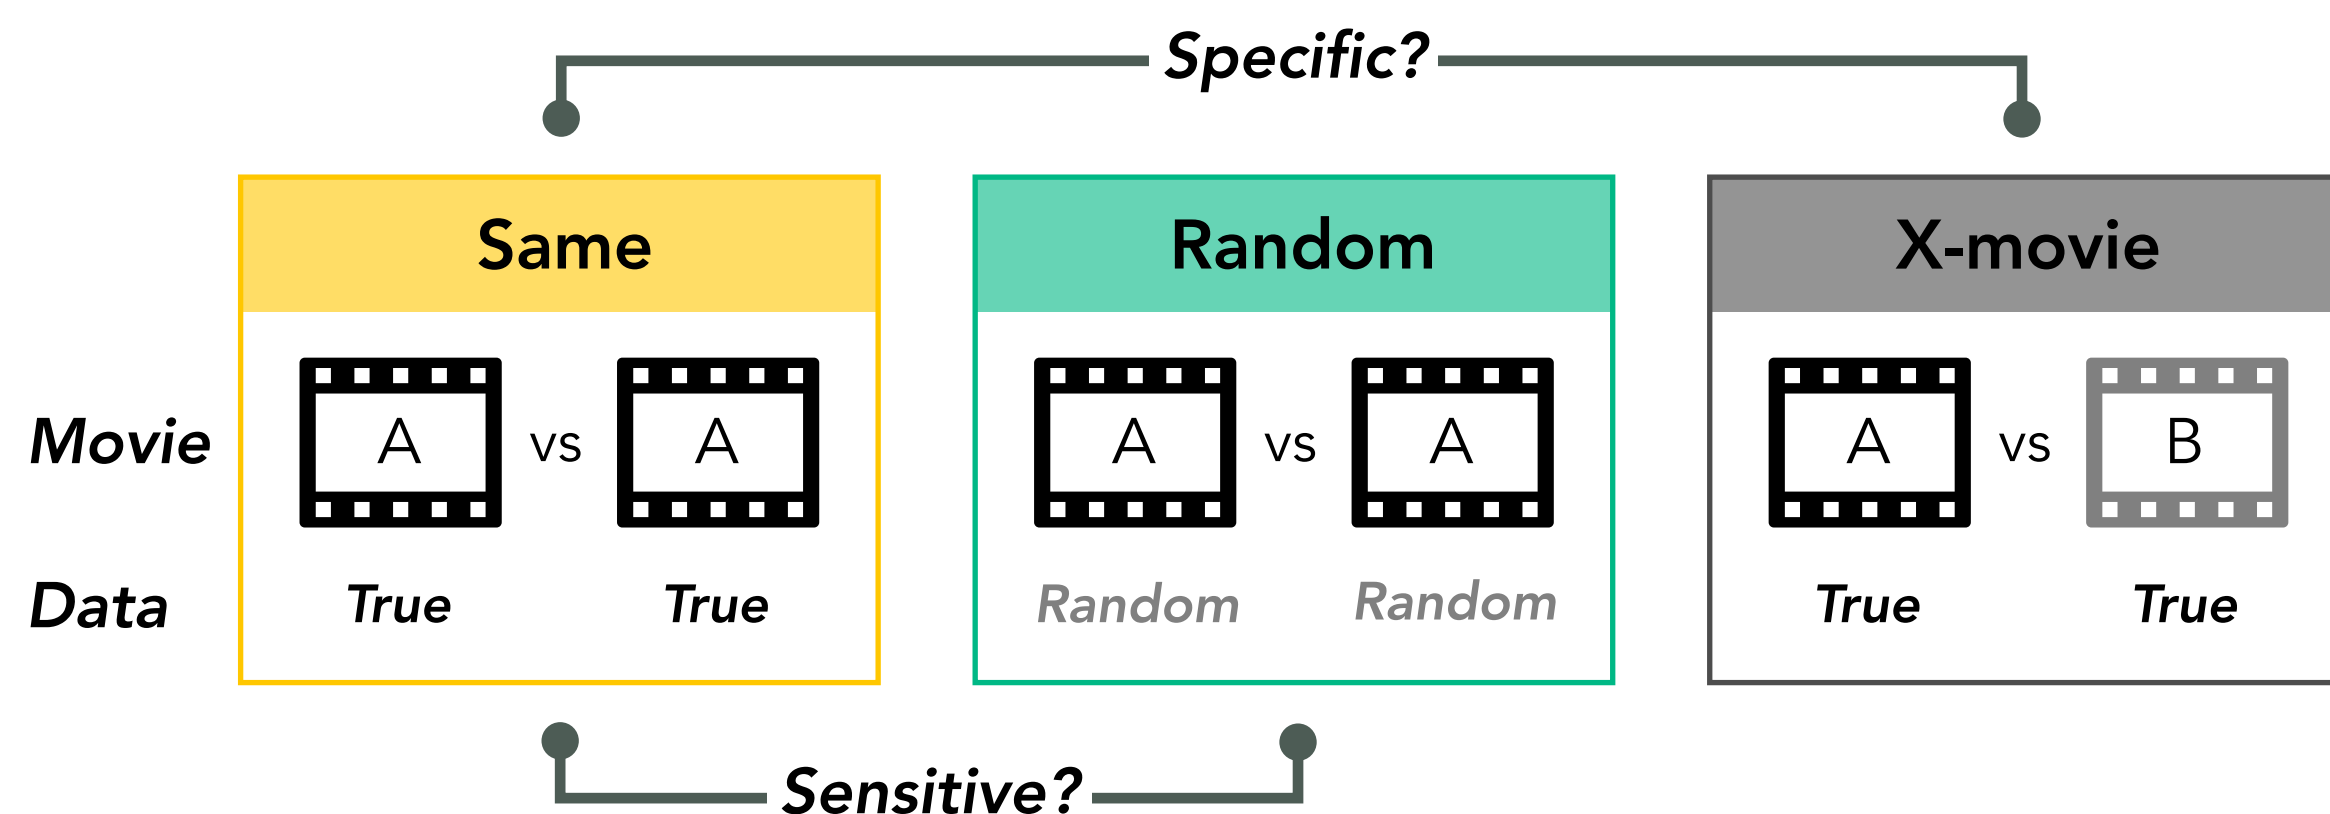 Specific?
Same Random X-movie
Movie A vs A A vs A A vs B
Data True True Random Random True True
Sensitive?